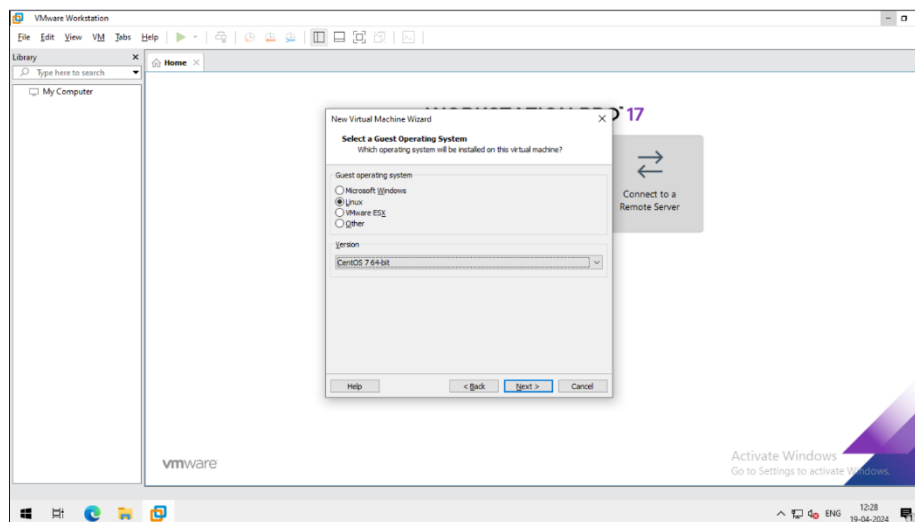 VMware Workstation
File Edit View VM Tabs Help
Library
Home
Type here to search
My Computer
17
New Virtual Machine Wizard
Select a Guest Operating System
Which operating system will be installed on this virtual machine?
Guest operating system
Microsoft Windows
Linux
VMware ESX
Other
Version
CentOS 7 64-bit
Help < Back Next > Cancel
Connect to a
Remote Server
vmware
Activate Windows
Go to Settings to activate Windows.
ENG
12:28
19-04-2024